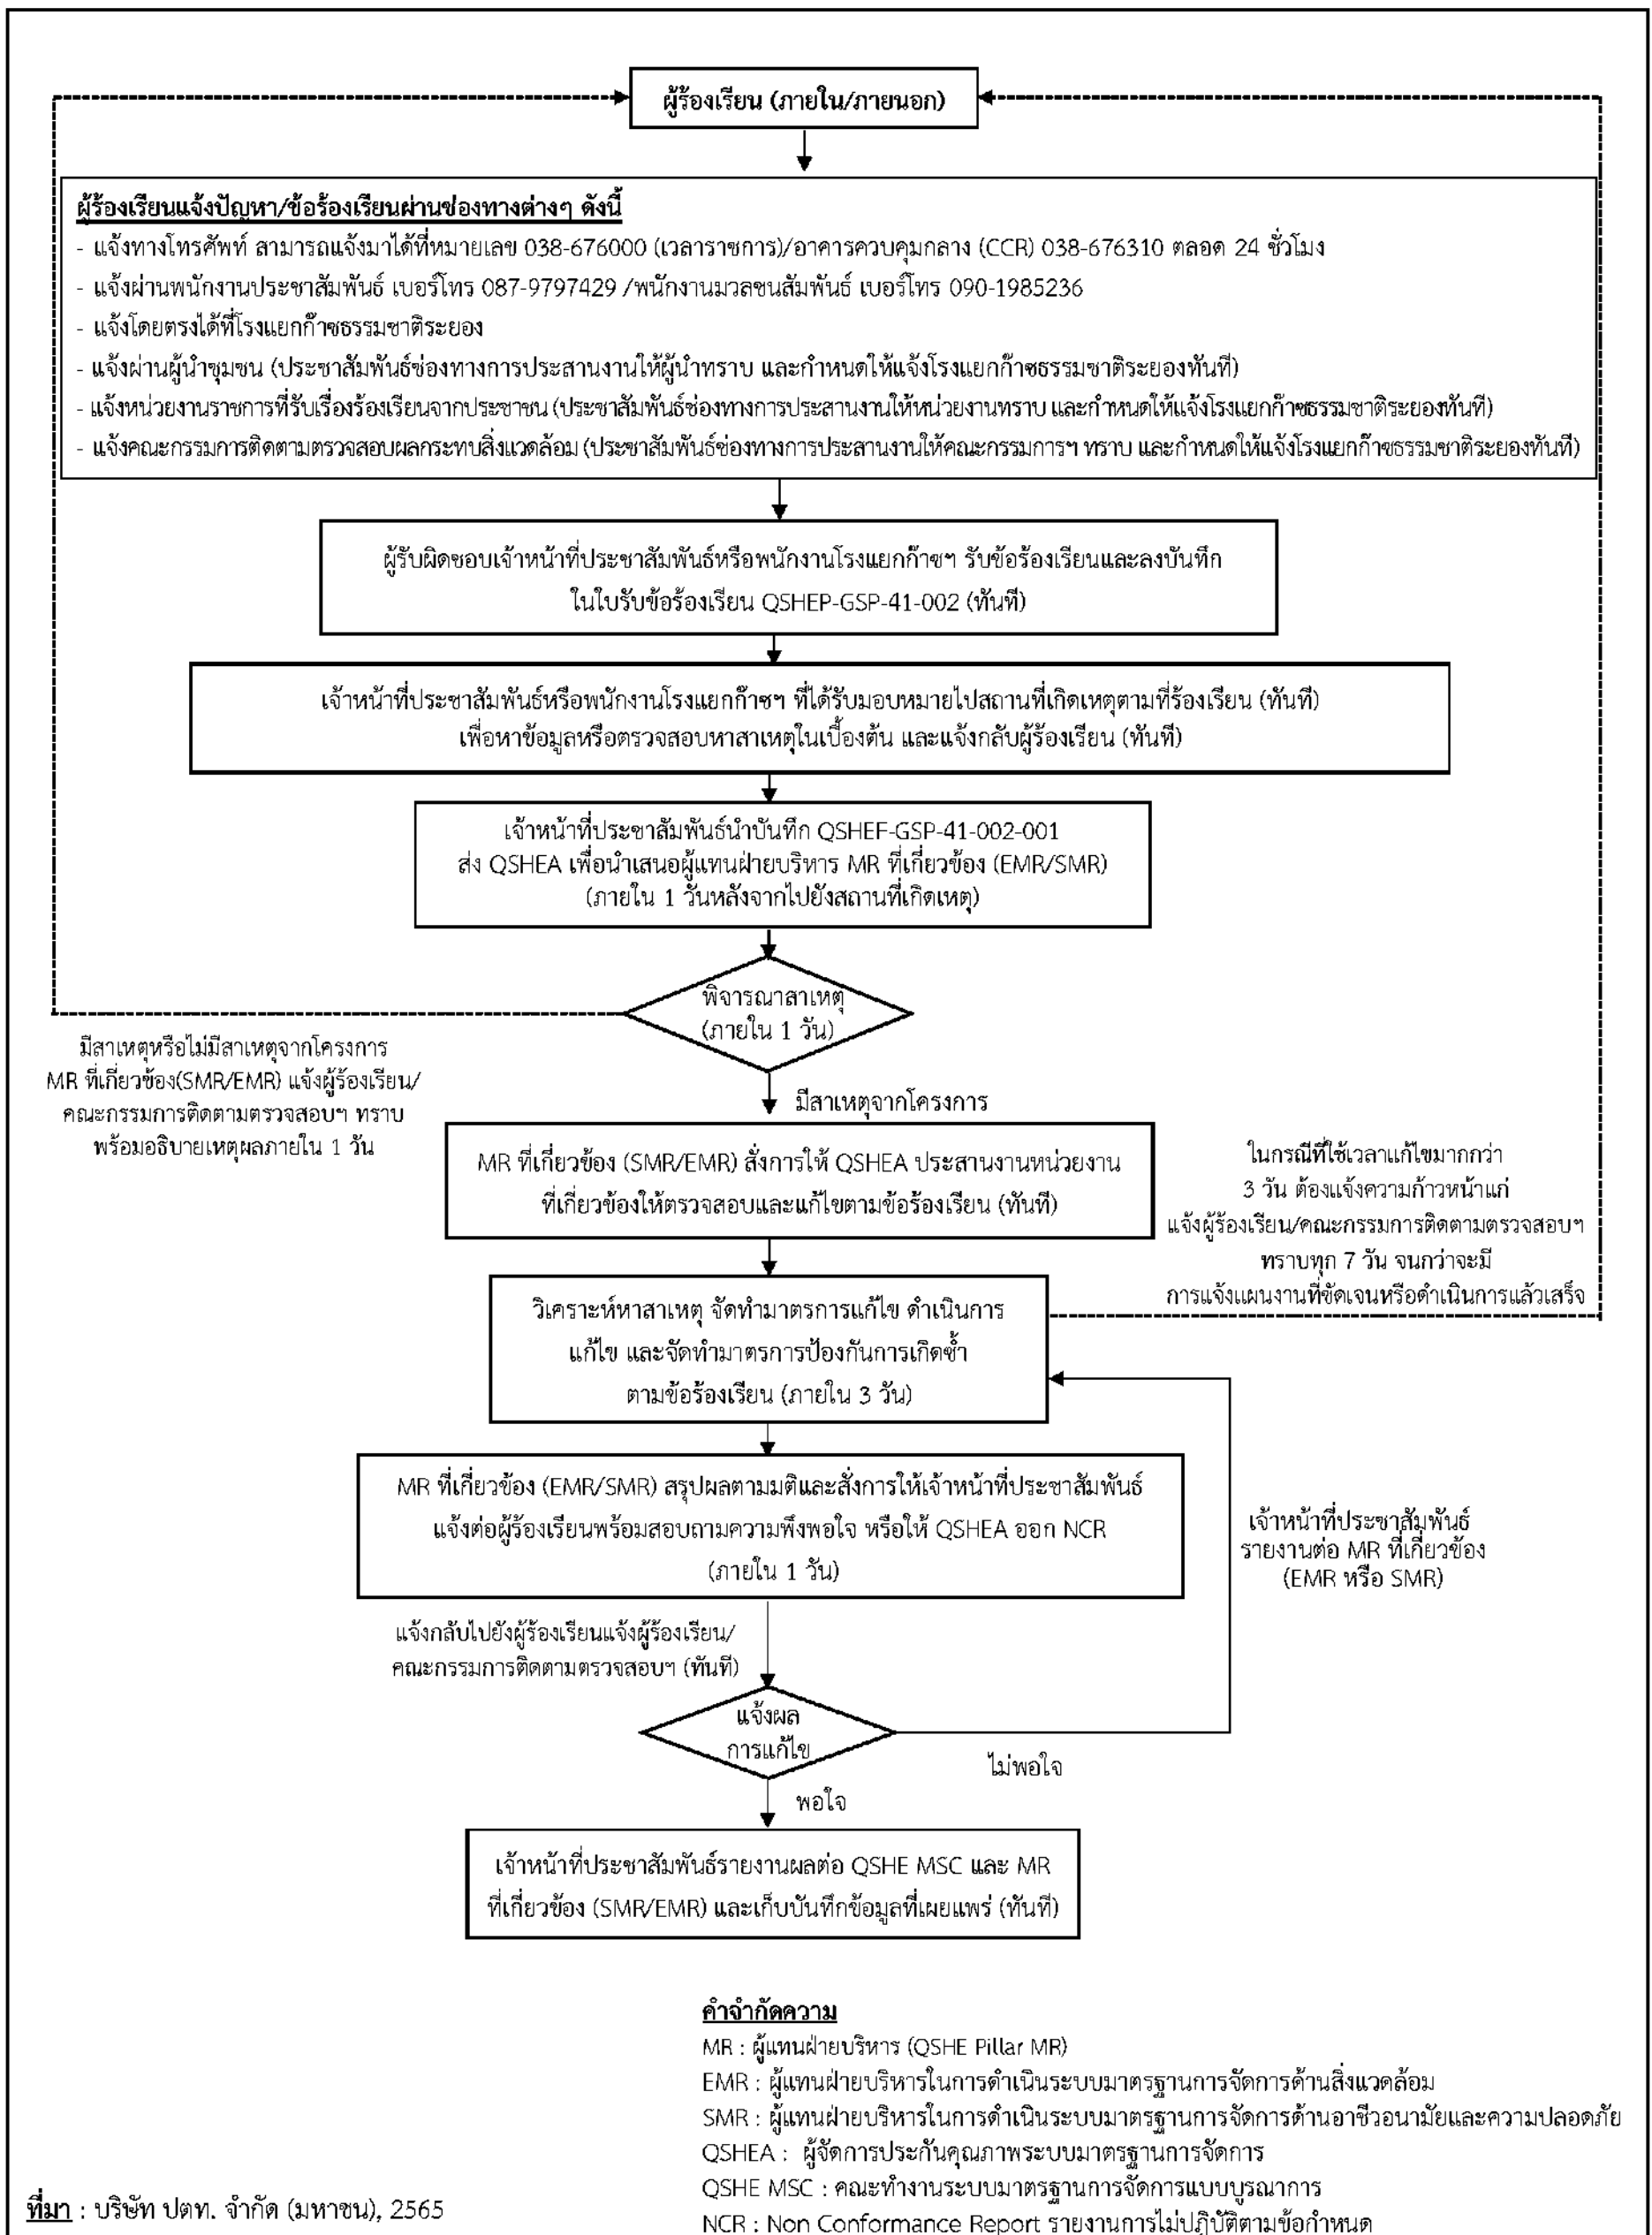 ผู้ร้องเรียน (ภายใน/ภายนอก)
ผู้ร้องเรียนแจ้งปัญหา/ข้อร้องเรียนผ่านช่องทางต่างๆ ดังนี้
- แจ้งทางโทรศัพท์ สามารถแจ้งมาได้ที่หมายเลข 038-676000 (เวลาราชการ)/อาคารควบคุมกลาง (CCR) 038-676310 ตลอด 24 ชั่วโมง
- แจ้งผ่านพนักงานประชาสัมพันธ์ เบอร์โทร 087-9797429 /พนักงานมวลชนสัมพันธ์ เบอร์โทร 090-1985236
- แจ้งโดยตรงได้ที่โรงแยกก๊าซธรรมชาติระยอง
- แจ้งผ่านผู้นำชุมชน (ประชาสัมพันธ์ช่องทางการประสานงานให้ผู้นำทราบ และกำหนดให้แจ้งโรงแยกก๊าซธรรมชาติระยองทันที)
- แจ้งหน่วยงานราชการที่รับเรื่องร้องเรียนจากประชาชน (ประชาสัมพันธ์ช่องทางการประสานงานให้หน่วยงานทราบ และกำหนดให้แจ้งโรงแยกก๊าซธรรมชาติระยองทันที)
- แจ้งคณะกรรมการติดตามตรวจสอบผลกระทบสิ่งแวดล้อม (ประชาสัมพันธ์ช่องทางการประสานงานให้คณะกรรมการฯ ทราบ และกำหนดให้แจ้งโรงแยกก๊าซธรรมชาติระยองทันที)
ผู้รับผิดชอบเจ้าหน้าที่ประชาสัมพันธ์หรือพนักงานโรงแยกก๊าซฯ รับข้อร้องเรียนและลงบันทึก
ในใบรับข้อร้องเรียน QSHEP-GSP-41-002 (ทันที)
เจ้าหน้าที่ประชาสัมพันธ์หรือพนักงานโรงแยกก๊าซฯ ที่ได้รับมอบหมายไปสถานที่เกิดเหตุตามที่ร้องเรียน (ทันที)
เพื่อหาข้อมูลหรือตรวจสอบหาสาเหตุในเบื้องต้น และแจ้งกลับผู้ร้องเรียน (ทันที)
เจ้าหน้าที่ประชาสัมพันธ์นำบันทึก QSHEF-GSP-41-002-001
ส่ง QSHEA เพื่อนำเสนอผู้แทนฝ่ายบริหาร MR ที่เกี่ยวข้อง (EMR/SMR)
(ภายใน 1 วันหลังจากไปยังสถานที่เกิดเหตุ)
พิจารณาสาเหตุ
(ภายใน 1 วัน)
มีสาเหตุหรือไม่มีสาเหตุจากโครงการ
MR ที่เกี่ยวข้อง(SMR/EMR) แจ้งผู้ร้องเรียน/
คณะกรรมการติดตามตรวจสอบฯ ทราบ
พร้อมอธิบายเหตุผลภายใน 1 วัน
มีสาเหตุจากโครงการ
MR ที่เกี่ยวข้อง (SMR/EMR) สั่งการให้ QSHEA ประสานงานหน่วยงาน
ที่เกี่ยวข้องให้ตรวจสอบและแก้ไขตามข้อร้องเรียน (ทันที)
ในกรณีที่ใช้เวลาแก้ไขมากกว่า
3 วัน ต้องแจ้งความก้าวหน้าแก่
แจ้งผู้ร้องเรียน/คณะกรรมการติดตามตรวจสอบฯ
ทราบทุก 7 วัน จนกว่าจะมี
การแจ้งแผนงานที่ชัดเจนหรือดำเนินการแล้วเสร็จ
วิเคราะห์หาสาเหตุ จัดทำมาตรการแก้ไข ดำเนินการ
แก้ไข และจัดทำมาตรการป้องกันการเกิดซ้ำ
ตามข้อร้องเรียน (ภายใน 3 วัน)
MR ที่เกี่ยวข้อง (EMR/SMR) สรุปผลตามมติและสั่งการให้เจ้าหน้าที่ประชาสัมพันธ์
แจ้งต่อผู้ร้องเรียนพร้อมสอบถามความพึงพอใจ หรือให้ QSHEA ออก NCR
(ภายใน 1 วัน)
เจ้าหน้าที่ประชาสัมพันธ์
รายงานต่อ MR ที่เกี่ยวข้อง
(EMR หรือ SMR)
แจ้งกลับไปยังผู้ร้องเรียนแจ้งผู้ร้องเรียน/
คณะกรรมการติดตามตรวจสอบฯ (ทันที)
แจ้งผล
การแก้ไข
ไม่พอใจ
พอใจ
เจ้าหน้าที่ประชาสัมพันธ์รายงานผลต่อ QSHE MSC และ MR
ที่เกี่ยวข้อง (SMR/EMR) และเก็บบันทึกข้อมูลที่เผยแพร่ (ทันที)
คำจำกัดความ
MR : ผู้แทนฝ่ายบริหาร (QSHE Pillar MR)
EMR : ผู้แทนฝ่ายบริหารในการดำเนินระบบมาตรฐานการจัดการด้านสิ่งแวดล้อม
SMR : ผู้แทนฝ่ายบริหารในการดำเนินระบบมาตรฐานการจัดการด้านอาชีวอนามัยและความปลอดภัย
QSHEA : ผู้จัดการประกันคุณภาพระบบมาตรฐานการจัดการ
QSHE MSC : คณะทำงานระบบมาตรฐานการจัดการแบบบูรณาการ
NCR : Non Conformance Report รายงานการไม่ปฏิบัติตามข้อกำหนด
ที่มา : บริษัท ปตท. จำกัด (มหาชน), 2565